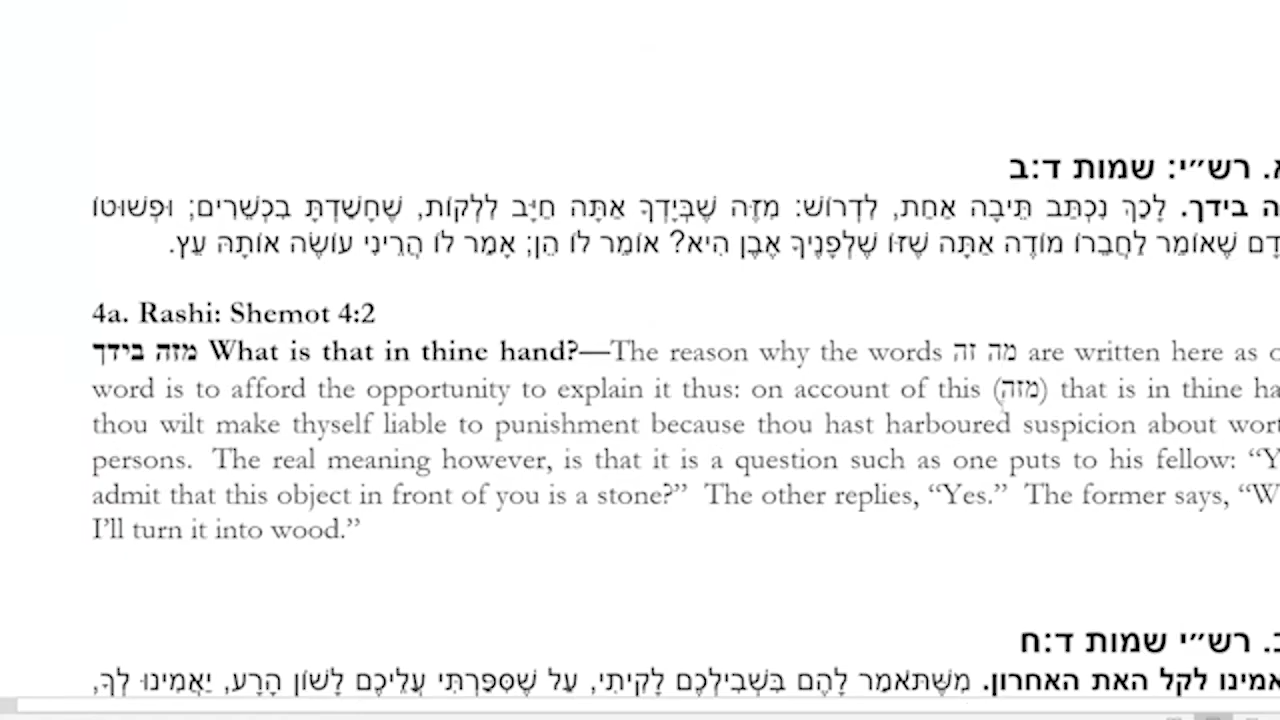 רש״י: שמות ד:ב
בידך. לָכַךְ נִכְתַּב תֵּיבָה אַחַת, לִדְרוֹשׁ: מִזֶּה שֶׁבְּיָדְךָ אַתָּה חַיָּב לִלְקוֹת, שֶׁחָשַׁדְתָּ בִּכְשֵׁרִים; וּפְשׁוּטוֹ
שֶׁאוֹמֵר לַחֲבֵרוֹ מוֹדֶה אַתָּה שֶׁזּוֹ שֶׁלְּפָנֶיךָ אֶבֶן הִיא? אוֹמֵר לוֹ הֵן; אָמַר לוֹ הֲרֵינִי עוֹשֶׂה אוֹתָהּ עֵץ.
4a. Rashi: Shemot 4:2
מזה בידך What is that in thine hand?—The reason why the words מה זה are written here as
word is to afford the opportunity to explain it thus: on account of this (מזה) that is in thine
thou wilt make thyself liable to punishment because thou hast harboured suspicion about
persons. The real meaning however, is that it is a question such as one puts to his fellow:
admit that this object in front of you is a stone?” The other replies, “Yes.” The former says,
I’ll turn it into wood.”
רש״י שמות ד:ח
לקל האת האחרון. מִשֶּׁתֹּאמַר לָהֶם בִּשְׁבִילְכֶם לָקִיתִי, עַל שֶׁסִּפַּרְתִּי עֲלֵיכֶם לָשׁוֹן הָרָע, יַאֲמִינוּ לְךָ,